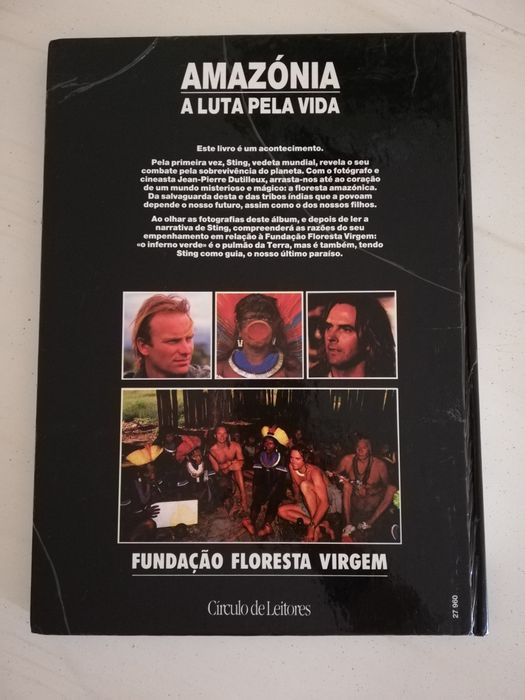 AMAZÓNIA
A LUTA PELA VIDA
Este livro é um acontecimento.
Pela primeira vez, Sting, vedeta mundial, revela o seu
combate pela sobrevivência do planeta. Com o fotógrafo e
cineasta Jean-Pierre Dutilleux, arrasta-nos até ao coração
de um mundo misterioso e mágico: a floresta amazónica.
Da salvaguarda desta e das tribos índias que a povoam
depende o nosso futuro, assim como o dos nossos filhos.
Ao olhar as fotografias deste álbum, e depois de ler a
narrativa de Sting, compreenderá as razões do seu
empenhamento em relação à Fundação Floresta Virgem:
«o inferno verde» é o pulmão da Terra, mas é também, tendo
Sting como guia, o nosso último paraíso.
FUNDAÇÃO FLORESTA VIRGEM
Círculo de Leitores
27 960